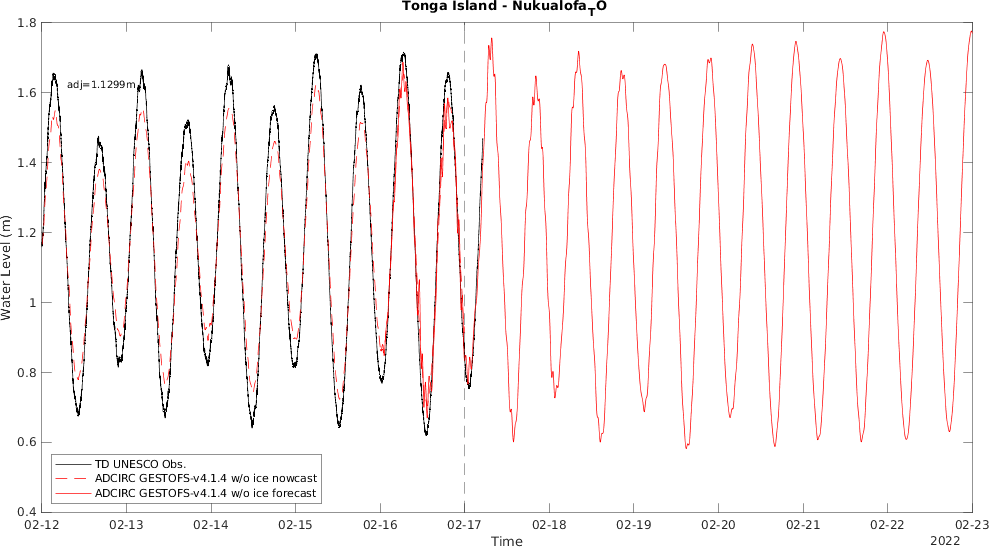 Tonga Island - NukualofaTO
1.8
1.6
1.4
1.2
1
0.8
0.6
0.4
adj=1.1299m
Water Level (m)
TD UNESCO Obs.
ADCIRC GESTOFS-v4.1.4 w/o ice nowcast
ADCIRC GESTOFS-v4.1.4 w/o ice forecast
02-12 02-13 02-14 02-15 02-16 02-17 02-18 02-19 02-20 02-21 02-22 02-23
Time
2022